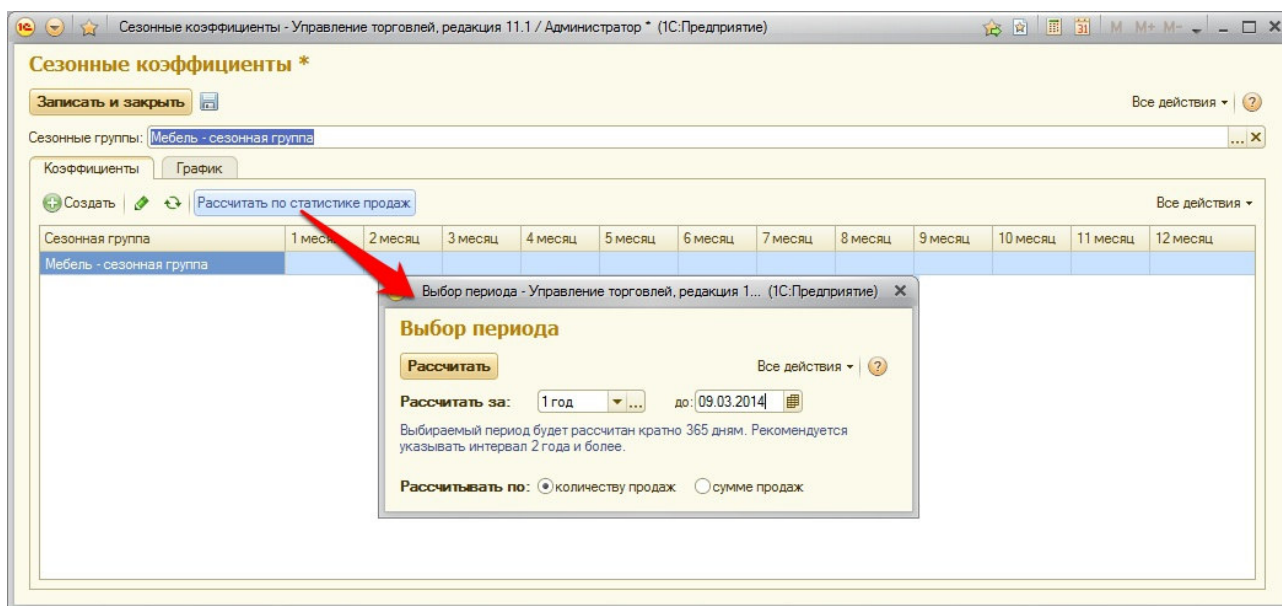 Сезонные коэффициенты - Управление торговлей, редакция 11.1 / Администратор * (1С:Предприятие)
M M+ M-
Сезонные коэффициенты *
Записать и закрыть
Все действия
Сезонные группы: Мебель - сезонная группа
Коэффициенты График
Создать Рассчитать по статистике продаж Все действия
Сезонная группа 2 месяц 3 месяц 4 месяц 5 месяц 6 месяц 7 месяц 8 месяц 9 месяц 10 месяц 11 месяц 12 месяц
Мебель - сезонная группа
Выбор периода - Управление торговлей, редакция 1... (1С:Предприятие)
Выбор периода
Рассчитать Все действия
Рассчитать за: 1 год до: 09.03.2014
Выбираемый период будет рассчитан кратно 365 дням. Рекомендуется
указывать интервал 2 года и более.
Рассчитывать по: количеству продаж сумме продаж